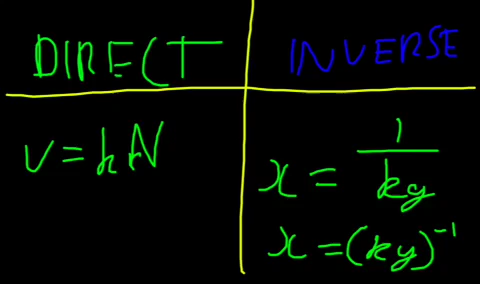 DIRECT
INVERSE
V = kN
x = 1/ky
x = (ky)⁻¹